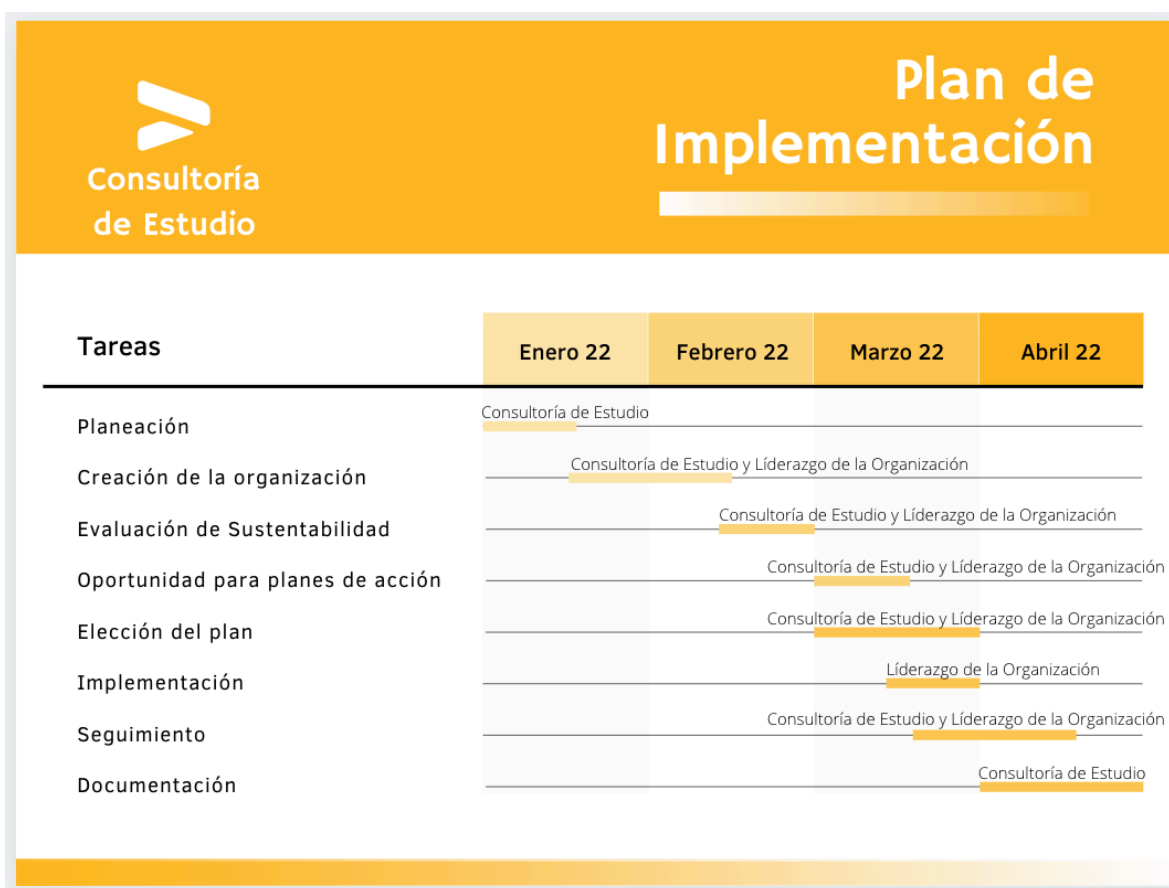 Consultoría
de Estudio
Plan de
Implementación
Tareas
Enero 22
Febrero 22
Marzo 22
Abril 22
Planeación
Consultoría de Estudio
Creación de la organización
Consultoría de Estudio y Líderazgo de la Organización
Evaluación de Sustentabilidad
Consultoría de Estudio y Líderazgo de la Organización
Oportunidad para planes de acción
Consultoría de Estudio y Líderazgo de la Organización
Elección del plan
Consultoría de Estudio y Líderazgo de la Organización
Implementación
Líderazgo de la Organización
Seguimiento
Consultoría de Estudio y Líderazgo de la Organización
Documentación
Consultoría de Estudio